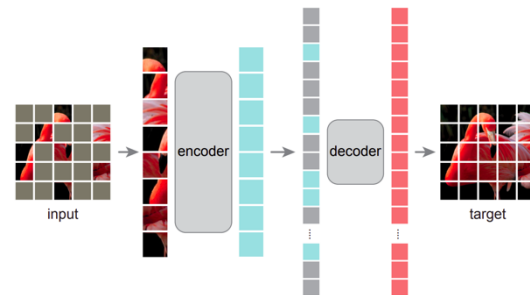 encoder
decoder
input
target